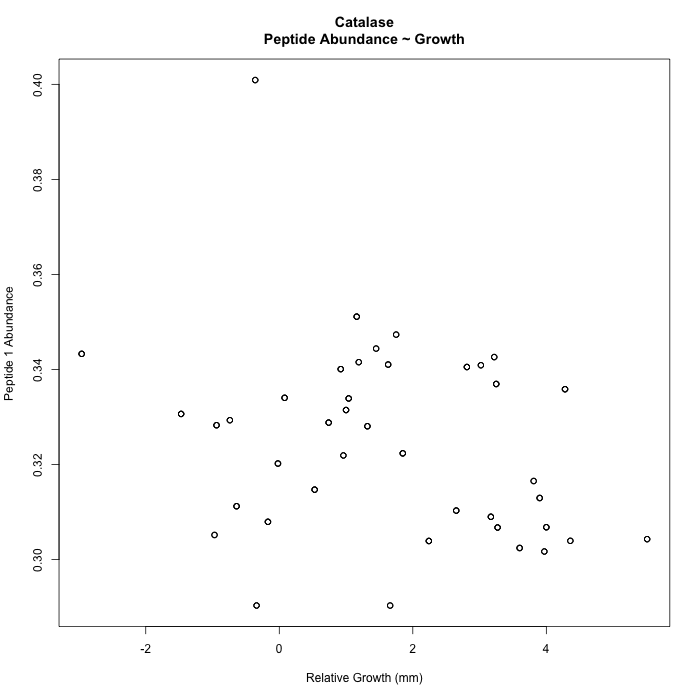 Catalase
Peptide Abundance ~ Growth
0.40
0.38
0.36
0.34
0.32
0.30
Peptide 1 Abundance
-2 0 2 4
Relative Growth (mm)